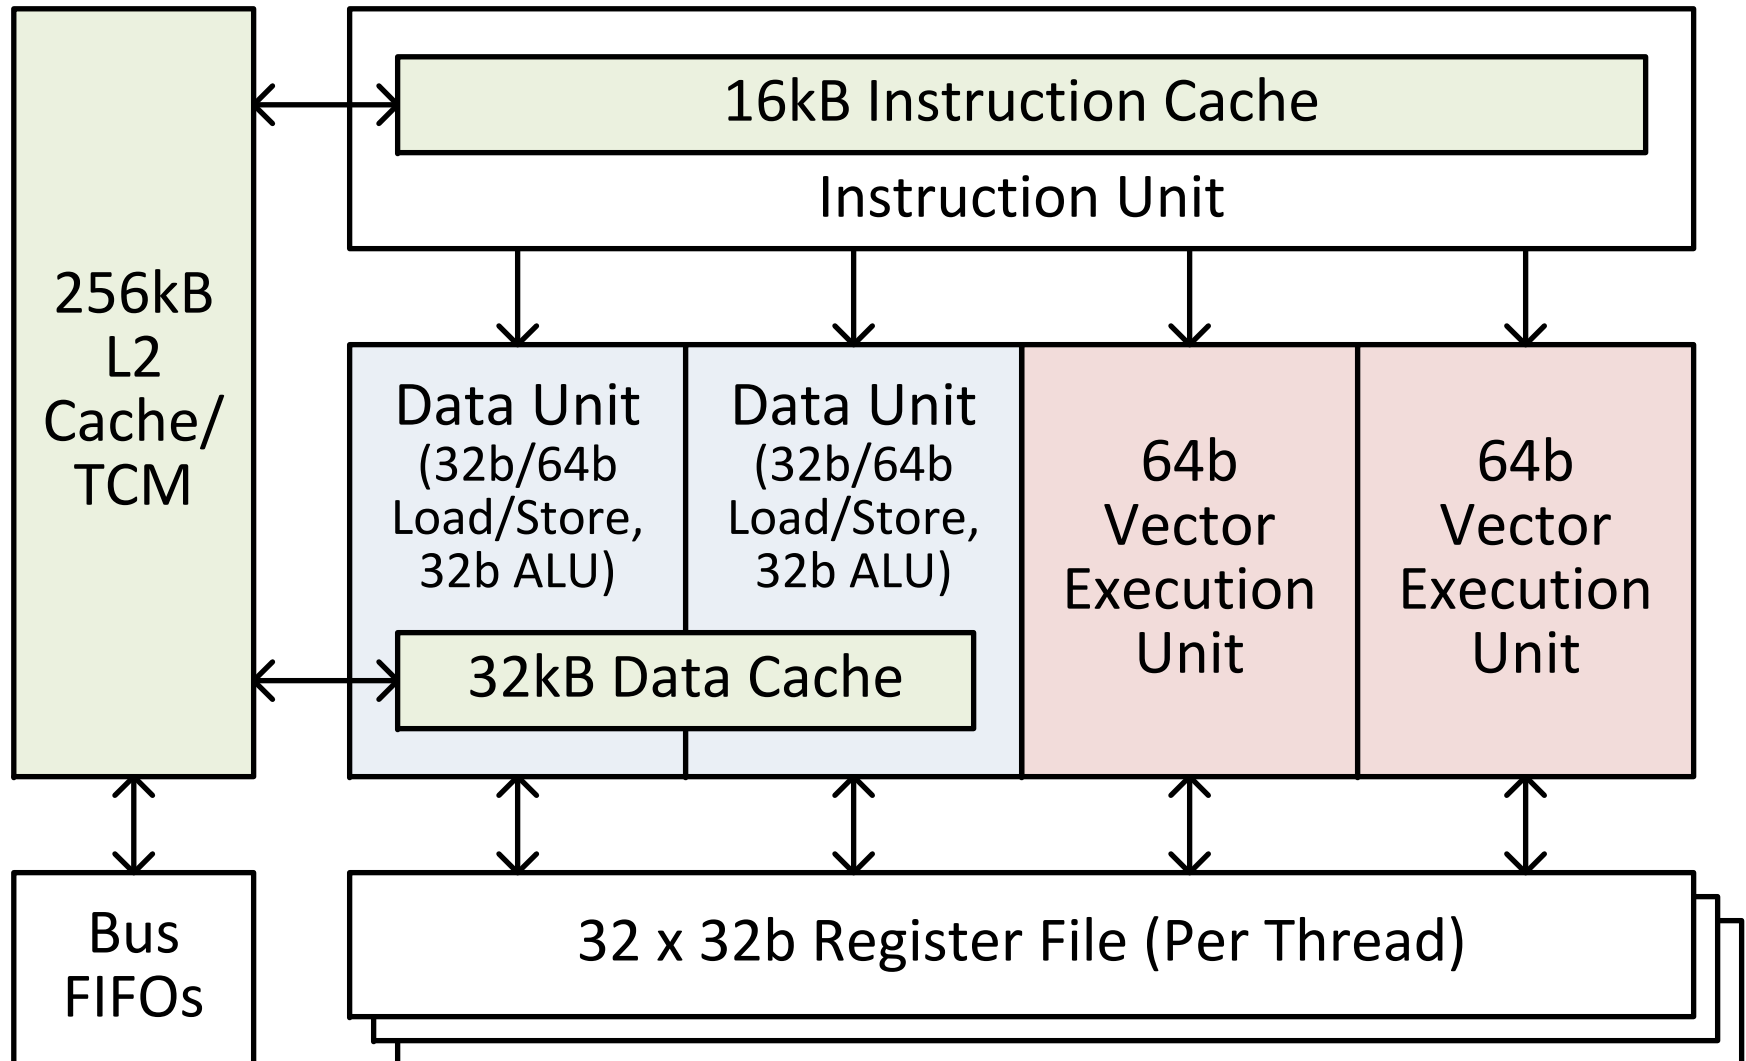 256kB
L2
Cache/
TCM
16kB Instruction Cache
Instruction Unit
Data Unit
(32b/64b
Load/Store,
32b ALU)
Data Unit
(32b/64b
Load/Store,
32b ALU)
32kB Data Cache
64b
Vector
Execution
Unit
64b
Vector
Execution
Unit
Bus
FIFOs
32 x 32b Register File (Per Thread)